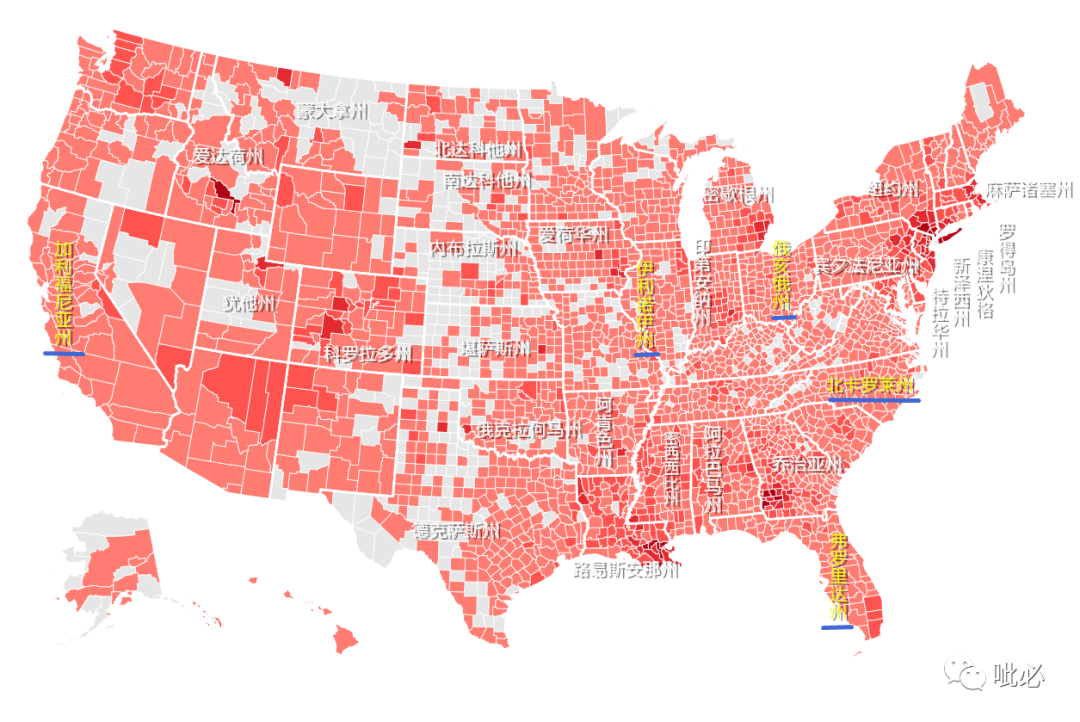 蒙大拿州
爱达荷州
北达科他州
南达科他州
密歇根州
纽约州
麻萨诸塞州
罗得岛州
康涅狄格
新泽西州
特拉华州
加利福尼亚州
内布拉斯州
爱荷华州
伊利诺伊州
印第安纳州
俄亥俄州
宾夕法尼亚州
犹他州
科罗拉多州
堪萨斯州
北卡罗莱州
俄克拉何马州
阿肯色州
密西西比州
阿拉巴马州
乔治亚州
德克萨斯州
路易斯安那州
弗罗里达州
呲必